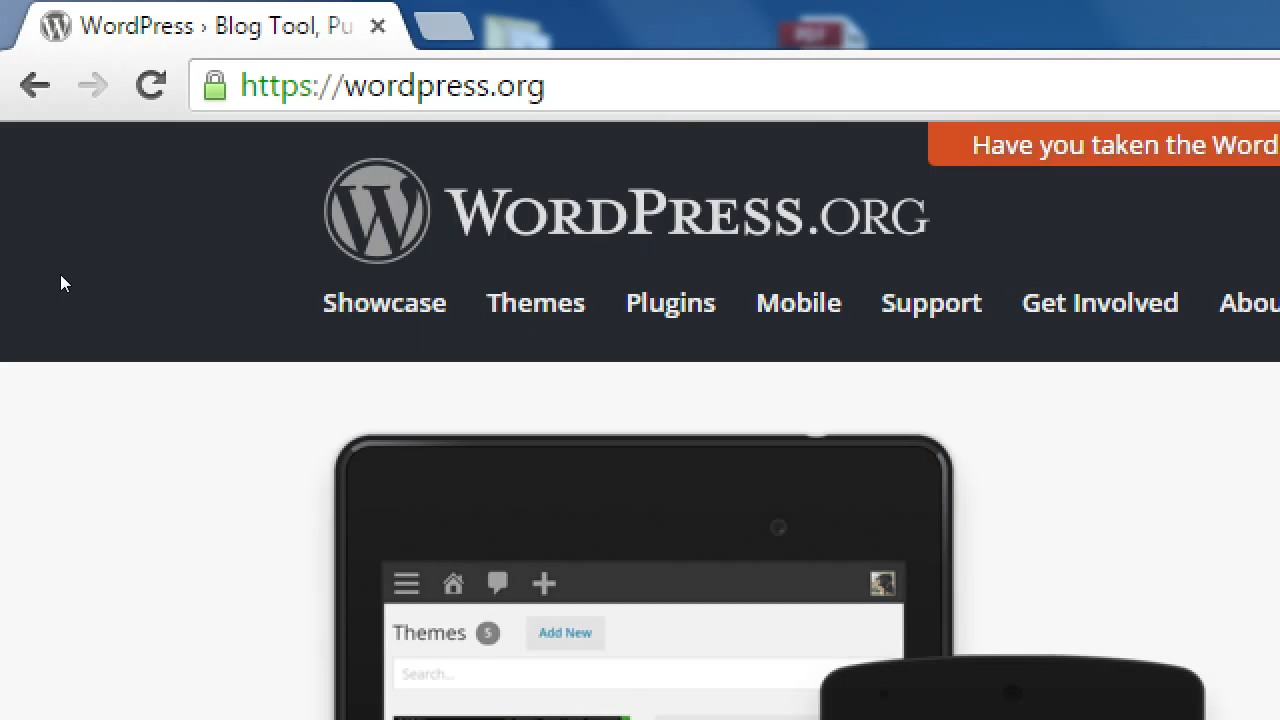 WordPress › Blog Tool, Pu
PDF
https://wordpress.org
Have you taken the Word
WORDPRESS.ORG
Showcase Themes Plugins Mobile Support Get Involved Abou
Themes 5 Add New
Search...